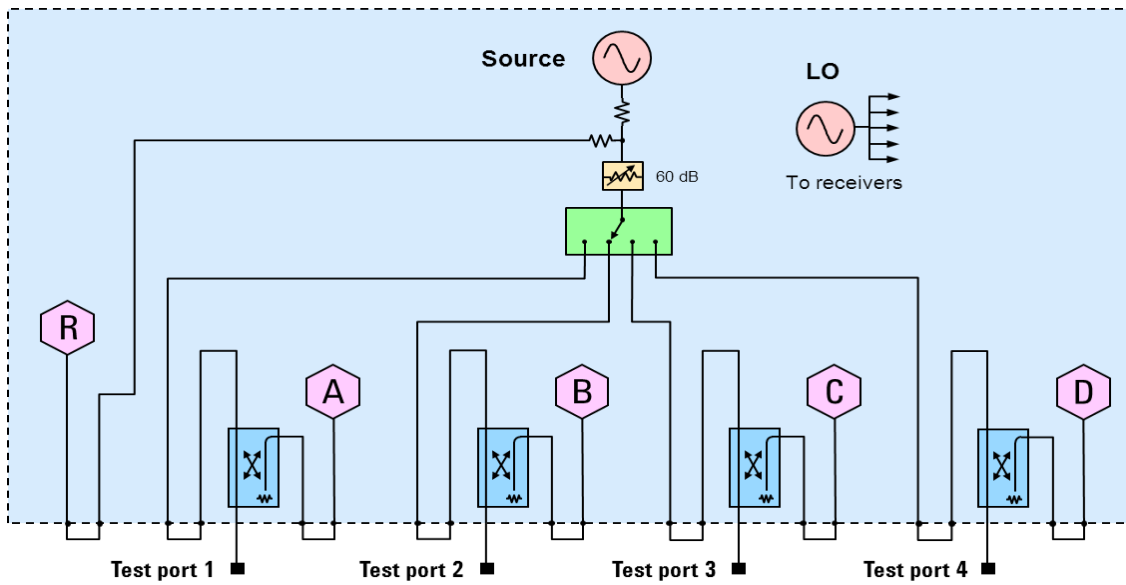 Source
LO
60 dB
To receivers
R
A
B
C
D
Test port 1
Test port 2
Test port 3
Test port 4